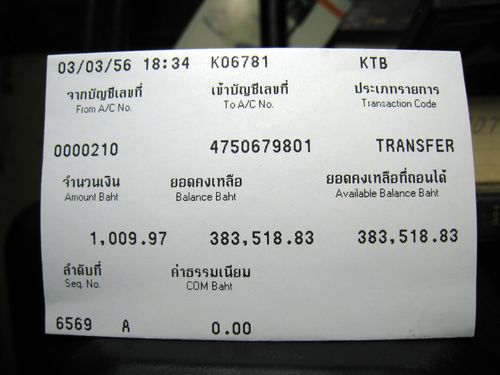 03/03/56 18:34 K06781 KTB
จากบัญชีเลขที่ เข้าบัญชีเลขที่ ประเภทรายการ
From A/C No. To A/C No. Transaction Code
0000210 4750679801 TRANSFER
จำนวนเงิน ยอดคงเหลือ ยอดคงเหลือที่ถอนได้
Amount Baht Balance Baht Available Balance Baht
1,009.97 383,518.83 383,518.83
ลำดับที่ ค่าธรรมเนียม
Seq. No. COM Baht
6569 A 0.00